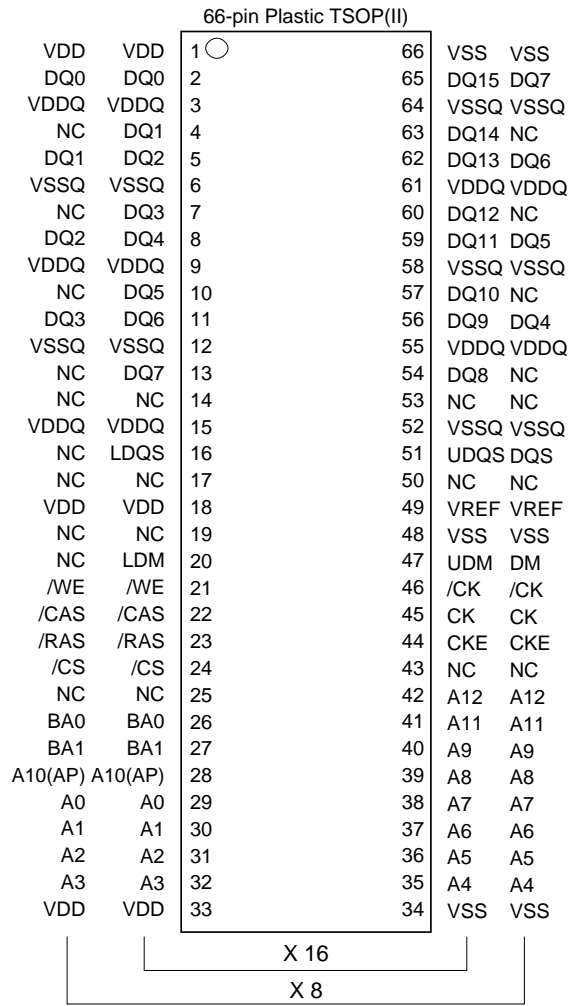 66-pin Plastic TSOP(II)
VDD VDD 1 66 VSS VSS
DQ0 DQ0 2 65 DQ15 DQ7
VDDQ VDDQ 3 64 VSSQ VSSQ
NC DQ1 4 63 DQ14 NC
DQ1 DQ2 5 62 DQ13 DQ6
VSSQ VSSQ 6 61 VDDQ VDDQ
NC DQ3 7 60 DQ12 NC
DQ2 DQ4 8 59 DQ11 DQ5
VDDQ VDDQ 9 58 VSSQ VSSQ
NC DQ5 10 57 DQ10 NC
DQ3 DQ6 11 56 DQ9 DQ4
VSSQ VSSQ 12 55 VDDQ VDDQ
NC DQ7 13 54 DQ8 NC
NC NC 14 53 NC NC
VDDQ VDDQ 15 52 VSSQ VSSQ
NC LDQS 16 51 UDQS DQS
NC NC 17 50 NC NC
VDD VDD 18 49 VREF VREF
NC NC 19 48 VSS VSS
NC LDM 20 47 UDM DM
/WE /WE 21 46 /CK /CK
/CAS /CAS 22 45 CK CK
/RAS /RAS 23 44 CKE CKE
/CS /CS 24 43 NC NC
NC NC 25 42 A12 A12
BA0 BA0 26 41 A11 A11
BA1 BA1 27 40 A9 A9
A10(AP) A10(AP) 28 39 A8 A8
A0 A0 29 38 A7 A7
A1 A1 30 37 A6 A6
A2 A2 31 36 A5 A5
A3 A3 32 35 A4 A4
VDD VDD 33 34 VSS VSS
X 16
X 8